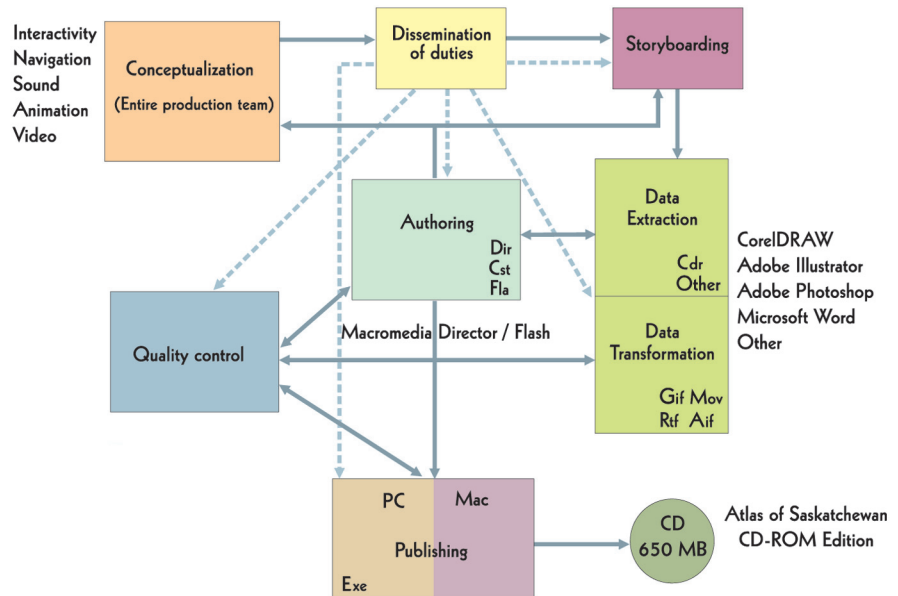 Interactivity
Navigation
Sound
Animation
Video
Conceptualization
(Entire production team)
Dissemination
of duties
Storyboarding
Authoring
Dir
Cst
Fla
Data
Extraction
Cdr
Other
CorelDRAW
Adobe Illustrator
Adobe Photoshop
Microsoft Word
Other
Quality control
Macromedia Director / Flash
Data
Transformation
Gif Mov
Rtf Aif
PC Mac
Publishing
Exe
CD
650 MB
Atlas of Saskatchewan
CD-ROM Edition